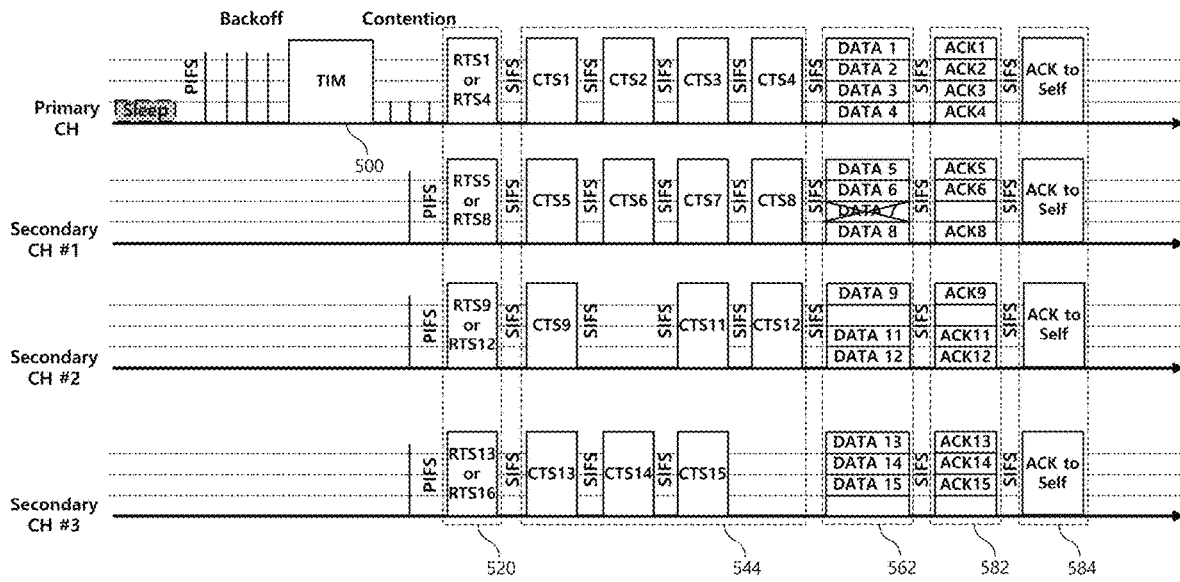 Backoff
Contention
Primary
CH
Sleep
PIFS
TIM
500
RTS1
or
RTS4
SIFS
CTS1
SIFS
CTS2
SIFS
CTS3
SIFS
CTS4
SIFS
DATA 1
DATA 2
DATA 3
DATA 4
SIFS
ACK1
ACK2
ACK3
ACK4
SIFS
ACK to
Self
Secondary
CH #1
PIFS
RTS5
or
RTS8
SIFS
CTS5
SIFS
CTS6
SIFS
CTS7
SIFS
CTS8
SIFS
DATA 5
DATA 6
DATA 7
DATA 8
SIFS
ACK5
ACK6
ACK8
SIFS
ACK to
Self
Secondary
CH #2
PIFS
RTS9
or
RTS12
SIFS
CTS9
SIFS
SIFS
CTS11
SIFS
CTS12
SIFS
DATA 9
DATA 11
DATA 12
SIFS
ACK9
ACK11
ACK12
SIFS
ACK to
Self
Secondary
CH #3
PIFS
RTS13
or
RTS16
SIFS
CTS13
SIFS
CTS14
SIFS
CTS15
DATA 13
DATA 14
DATA 15
SIFS
ACK13
ACK14
ACK15
SIFS
ACK to
Self
520
544
562
582
584